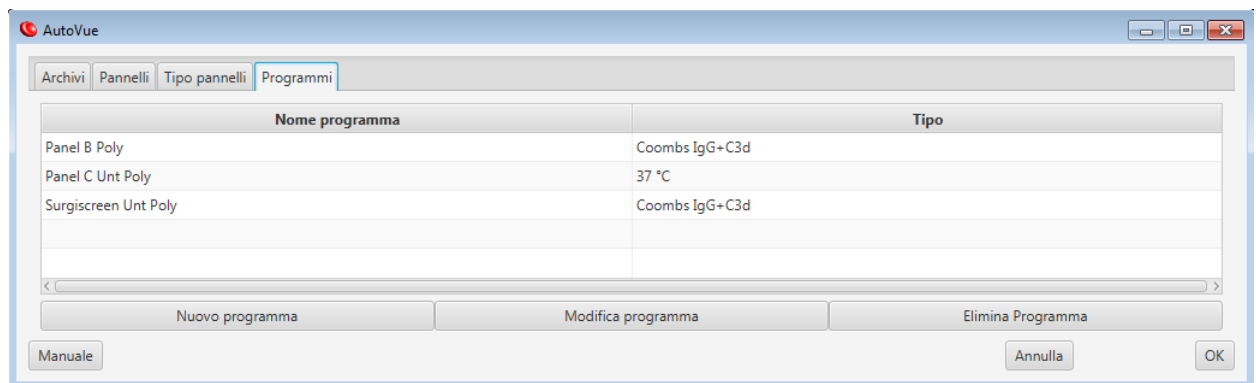 AutoVue
Archivi Pannelli Tipo pannelli Programmi
Nome programma Tipo
Panel B Poly Coombs IgG+C3d
Panel C Unt Poly 37 °C
Surgiscreen Unt Poly Coombs IgG+C3d
Nuovo programma Modifica programma Elimina Programma
Manuale Annulla OK